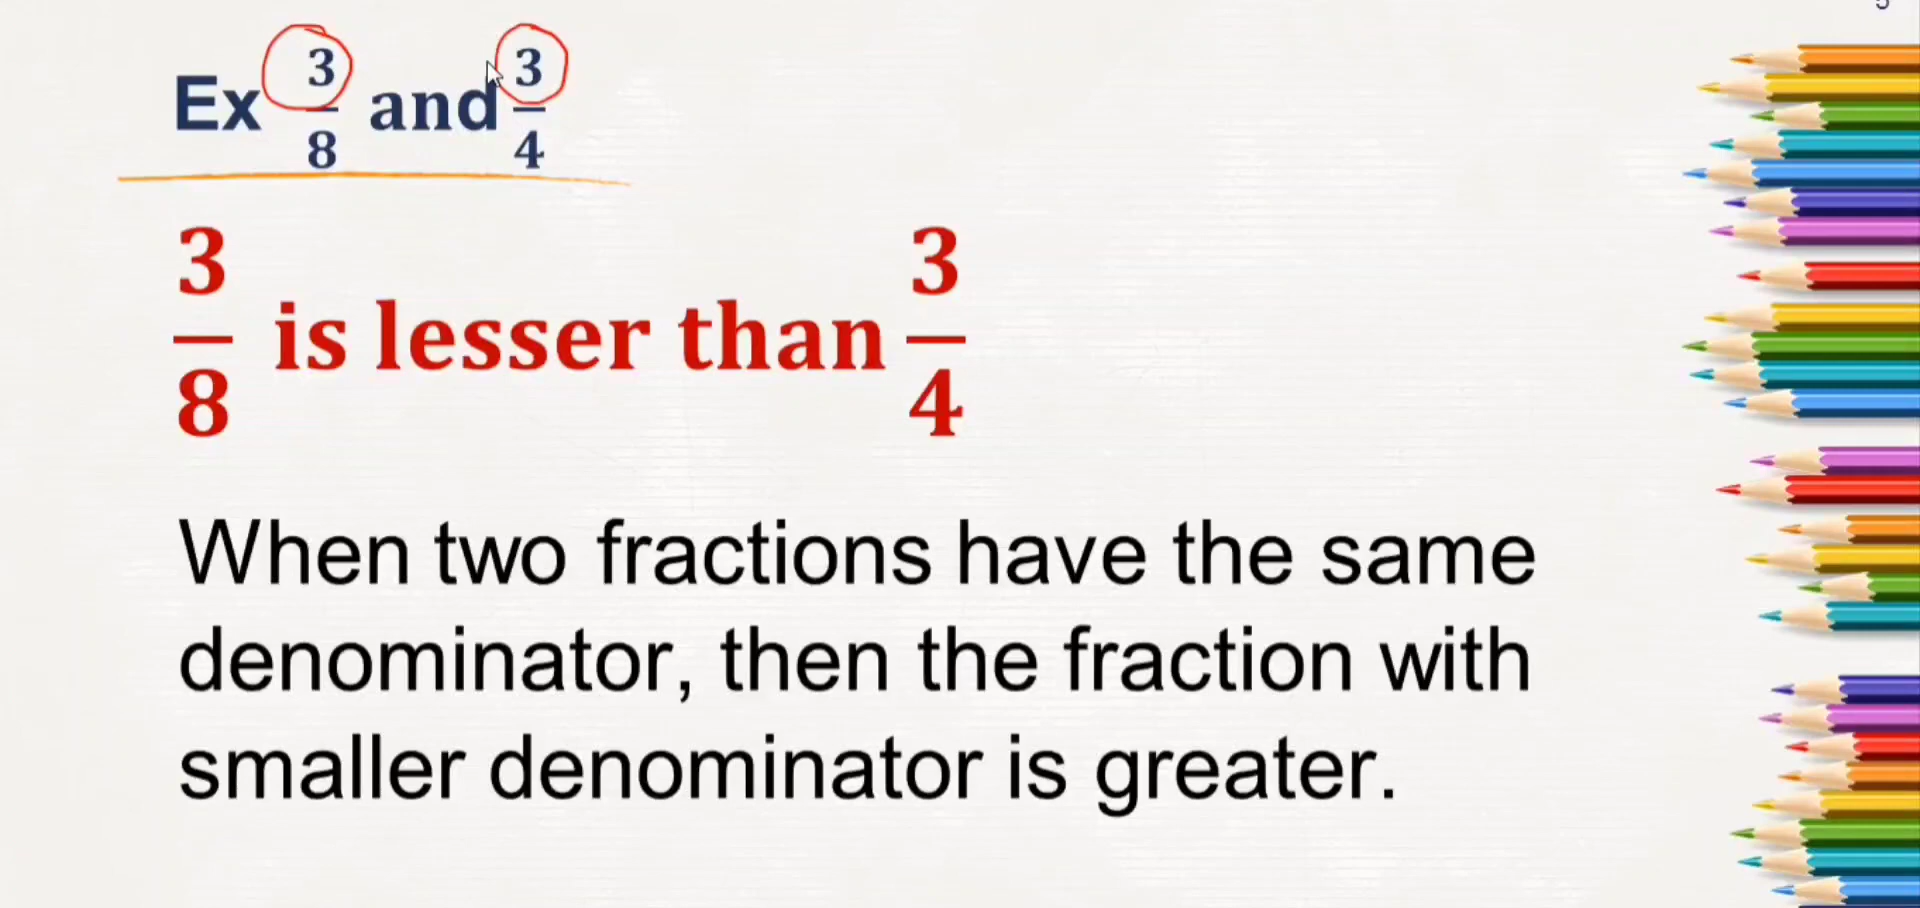 Ex 3/8 and 3/4
3/8 is lesser than 3/4
When two fractions have the same
denominator, then the fraction with
smaller denominator is greater.